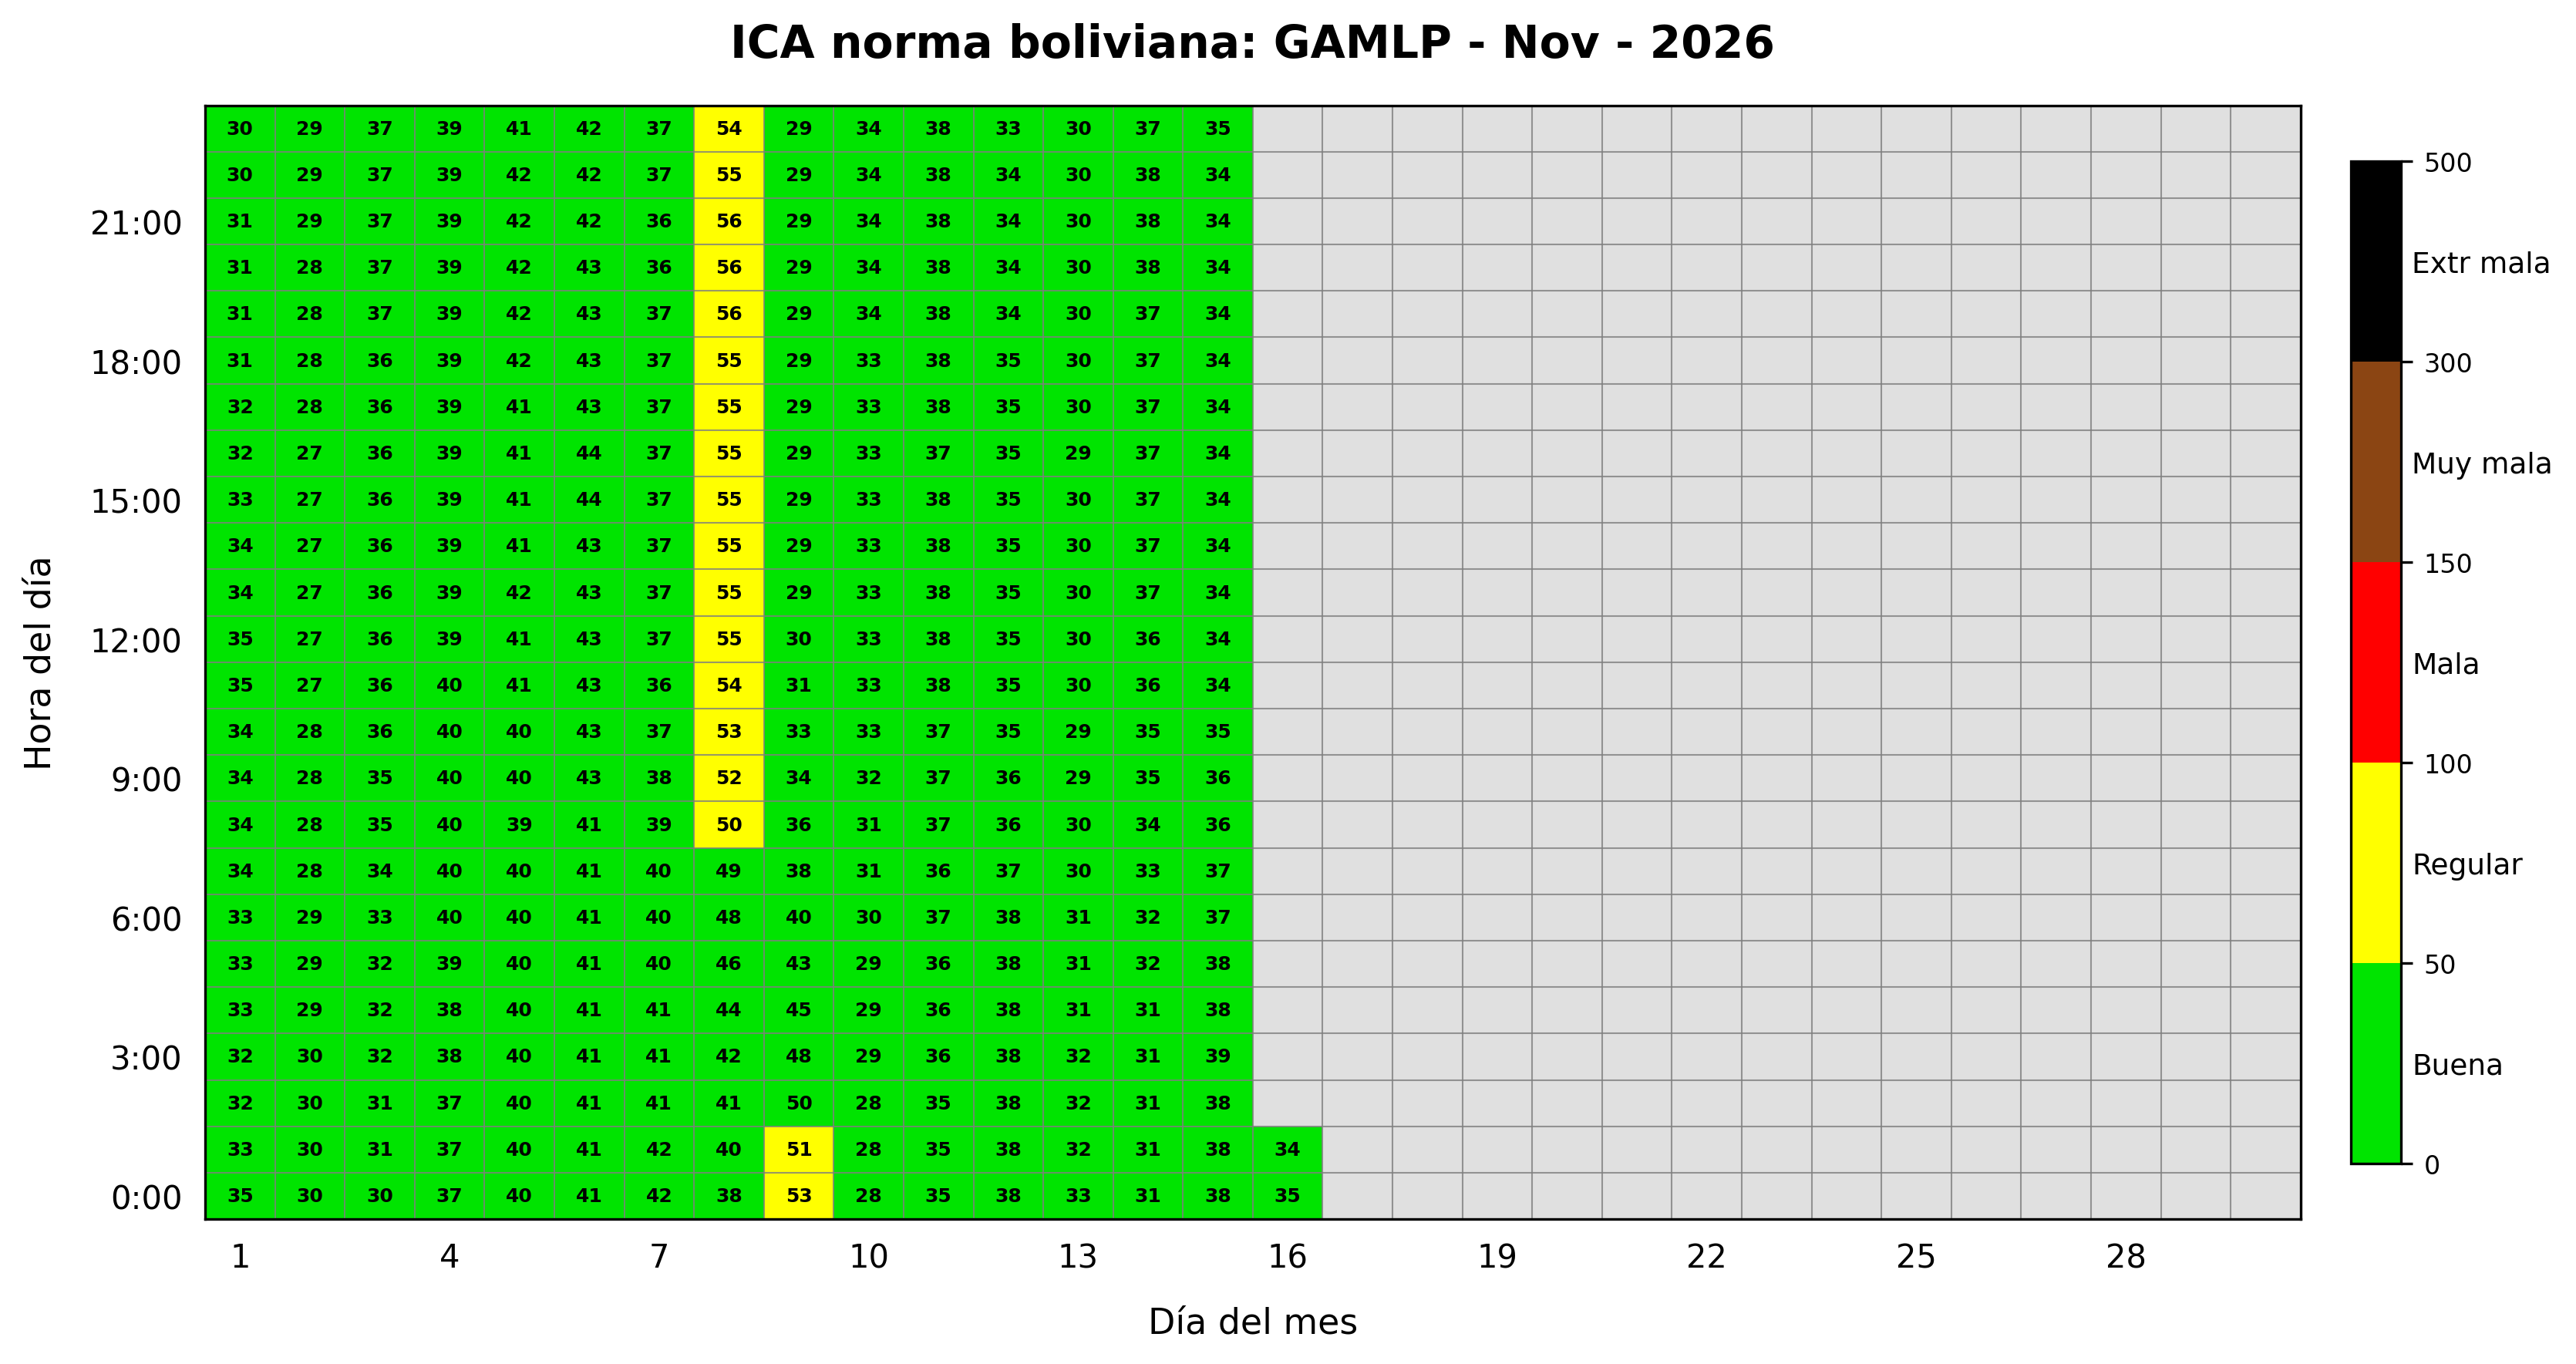 ICA norma boliviana: GAMLP - Nov - 2026
30 29 37 39 41 42 37 54 29 34 38 33 30 37 35
30 29 37 39 42 42 37 55 29 34 38 34 30 38 34
21:00 31 29 37 39 42 42 36 56 29 34 38 34 30 38 34
31 28 37 39 42 43 36 56 29 34 38 34 30 38 34
31 28 37 39 42 43 37 56 29 34 38 34 30 37 34
18:00 31 28 36 39 42 43 37 55 29 33 38 35 30 37 34
32 28 36 39 41 43 37 55 29 33 38 35 30 37 34
32 27 36 39 41 44 37 55 29 33 37 35 29 37 34
15:00 33 27 36 39 41 44 37 55 29 33 38 35 30 37 34
34 27 36 39 41 43 37 55 29 33 38 35 30 37 34
34 27 36 39 42 43 37 55 29 33 38 35 30 37 34
12:00 35 27 36 39 41 43 37 55 30 33 38 35 30 36 34
35 27 36 40 41 43 36 54 31 33 38 35 30 36 34
34 28 36 40 40 43 37 53 33 33 37 35 29 35 35
9:00 34 28 35 40 40 43 38 52 34 32 37 36 29 35 36
34 28 35 40 39 41 39 50 36 31 37 36 30 34 36
34 28 34 40 40 41 40 49 38 31 36 37 30 33 37
6:00 33 29 33 40 40 41 40 48 40 30 37 38 31 32 37
33 29 32 39 40 41 40 46 43 29 36 38 31 32 38
33 29 32 38 40 41 41 44 45 29 36 38 31 31 38
3:00 32 30 32 38 40 41 41 42 48 29 36 38 32 31 39
32 30 31 37 40 41 41 41 50 28 35 38 32 31 38
33 30 31 37 40 41 42 40 51 28 35 38 32 31 38 34
0:00 35 30 30 37 40 41 42 38 53 28 35 38 33 31 38 35
1 4 7 10 13 16 19 22 25 28
Día del mes
Hora del día
500
Extr mala
300
Muy mala
150
Mala
100
Regular
50
Buena
0